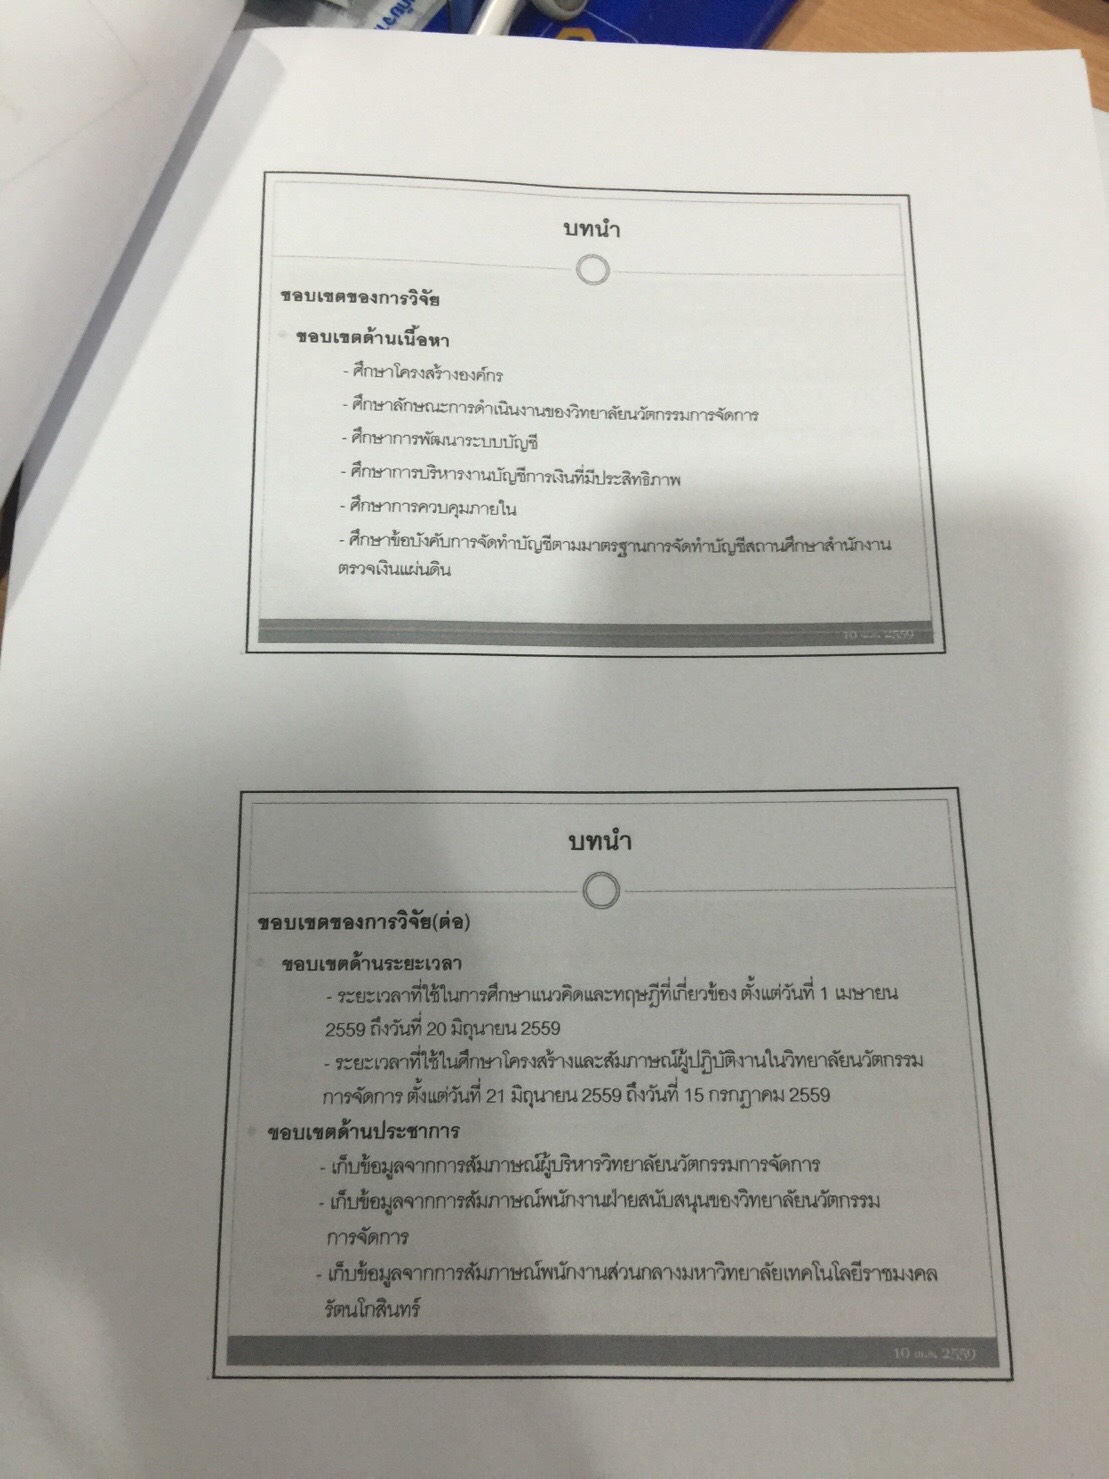 บทนำ
ขอบเขตของการวิจัย
ขอบเขตด้านเนื้อหา
- ศึกษาโครงสร้างองค์กร
- ศึกษาลักษณะการดำเนินงานของวิทยาลัยนวัตกรรมการจัดการ
- ศึกษาการพัฒนาระบบบัญชี
- ศึกษาการบริหารงานบัญชีการเงินที่มีประสิทธิภาพ
- ศึกษาการควบคุมภายใน
- ศึกษาข้อบังคับการจัดทำบัญชีตามมาตรฐานการจัดทำบัญชีสถานศึกษาสำนักงาน
ตรวจเงินแผ่นดิน
10 พ.ค. 2559
บทนำ
ขอบเขตของการวิจัย(ต่อ)
ขอบเขตด้านระยะเวลา
- ระยะเวลาที่ใช้ในการศึกษาแนวคิดและทฤษฎีที่เกี่ยวข้อง ตั้งแต่วันที่ 1 เมษายน
2559 ถึงวันที่ 20 มิถุนายน 2559
- ระยะเวลาที่ใช้ในศึกษาโครงสร้างและสัมภาษณ์ผู้ปฏิบัติงานในวิทยาลัยนวัตกรรม
การจัดการ ตั้งแต่วันที่ 21 มิถุนายน 2559 ถึงวันที่ 15 กรกฎาคม 2559
ขอบเขตด้านประชาการ
- เก็บข้อมูลจากการสัมภาษณ์ผู้บริหารวิทยาลัยนวัตกรรมการจัดการ
- เก็บข้อมูลจากการสัมภาษณ์พนักงานฝ่ายสนับสนุนของวิทยาลัยนวัตกรรม
การจัดการ
- เก็บข้อมูลจากการสัมภาษณ์พนักงานส่วนกลางมหาวิทยาลัยเทคโนโลยีราชมงคล
รัตนโกสินทร์
10 พ.ค. 2559